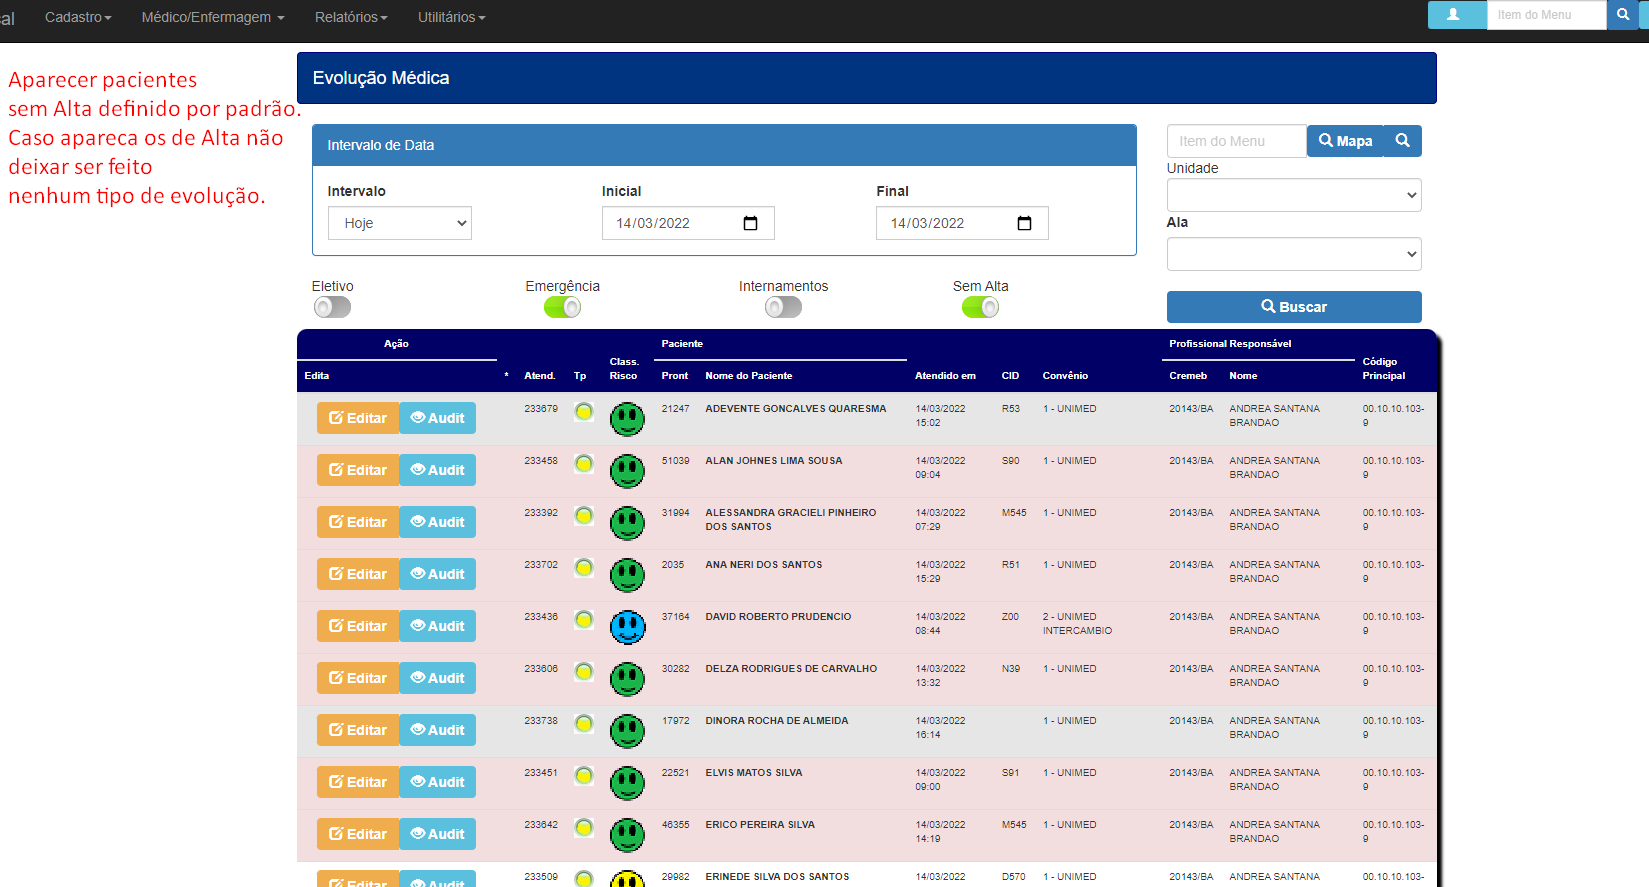 al Cadastro Médico/Enfermagem Relatórios Utilitários Item do Menu
Aparecer pacientes
sem Alta definido por padrão.
Caso apareca os de Alta não
deixar ser feito
nenhum tipo de evolução.
Evolução Médica
Intervalo de Data
Intervalo Inicial Final
Hoje 14/03/2022 14/03/2022
Item do Menu Mapa
Unidade
Ala
Eletivo Emergência Internamentos Sem Alta
Buscar
Ação Paciente Profissional Responsável
Edita * Atend. Tp Class. Risco Pront Nome do Paciente Atendido em CID Convênio Cremeb Nome Código Principal
Editar Audit 233679 21247 ADEVENTE GONCALVES QUARESMA 14/03/2022 R53 1 - UNIMED 20143/BA ANDREA SANTANA 00.10.10.103-
15:02 BRANDAO 9
Editar Audit 233458 51039 ALAN JOHNES LIMA SOUSA 14/03/2022 S90 1 - UNIMED 20143/BA ANDREA SANTANA 00.10.10.103-
09:04 BRANDAO 9
Editar Audit 233392 31994 ALESSANDRA GRACIELI PINHEIRO 14/03/2022 M545 1 - UNIMED 20143/BA ANDREA SANTANA 00.10.10.103-
DOS SANTOS 07:29 BRANDAO 9
Editar Audit 233702 2035 ANA NERI DOS SANTOS 14/03/2022 R51 1 - UNIMED 20143/BA ANDREA SANTANA 00.10.10.103-
15:29 BRANDAO 9
Editar Audit 233436 37164 DAVID ROBERTO PRUDENCIO 14/03/2022 Z00 2 - UNIMED 20143/BA ANDREA SANTANA 00.10.10.103-
08:44 INTERCAMBIO BRANDAO 9
Editar Audit 233606 30282 DELZA RODRIGUES DE CARVALHO 14/03/2022 N39 1 - UNIMED 20143/BA ANDREA SANTANA 00.10.10.103-
13:32 BRANDAO 9
Editar Audit 233738 17972 DINORA ROCHA DE ALMEIDA 14/03/2022 1 - UNIMED 20143/BA ANDREA SANTANA 00.10.10.103-
16:14 BRANDAO 9
Editar Audit 233451 22521 ELVIS MATOS SILVA 14/03/2022 S91 1 - UNIMED 20143/BA ANDREA SANTANA 00.10.10.103-
09:00 BRANDAO 9
Editar Audit 233642 46355 ERICO PEREIRA SILVA 14/03/2022 M545 1 - UNIMED 20143/BA ANDREA SANTANA 00.10.10.103-
14:19 BRANDAO 9
Editar Audit 233509 29982 ERINEDE SILVA DOS SANTOS 14/03/2022 D570 1 - UNIMED 20143/BA ANDREA SANTANA 00.10.10.103-